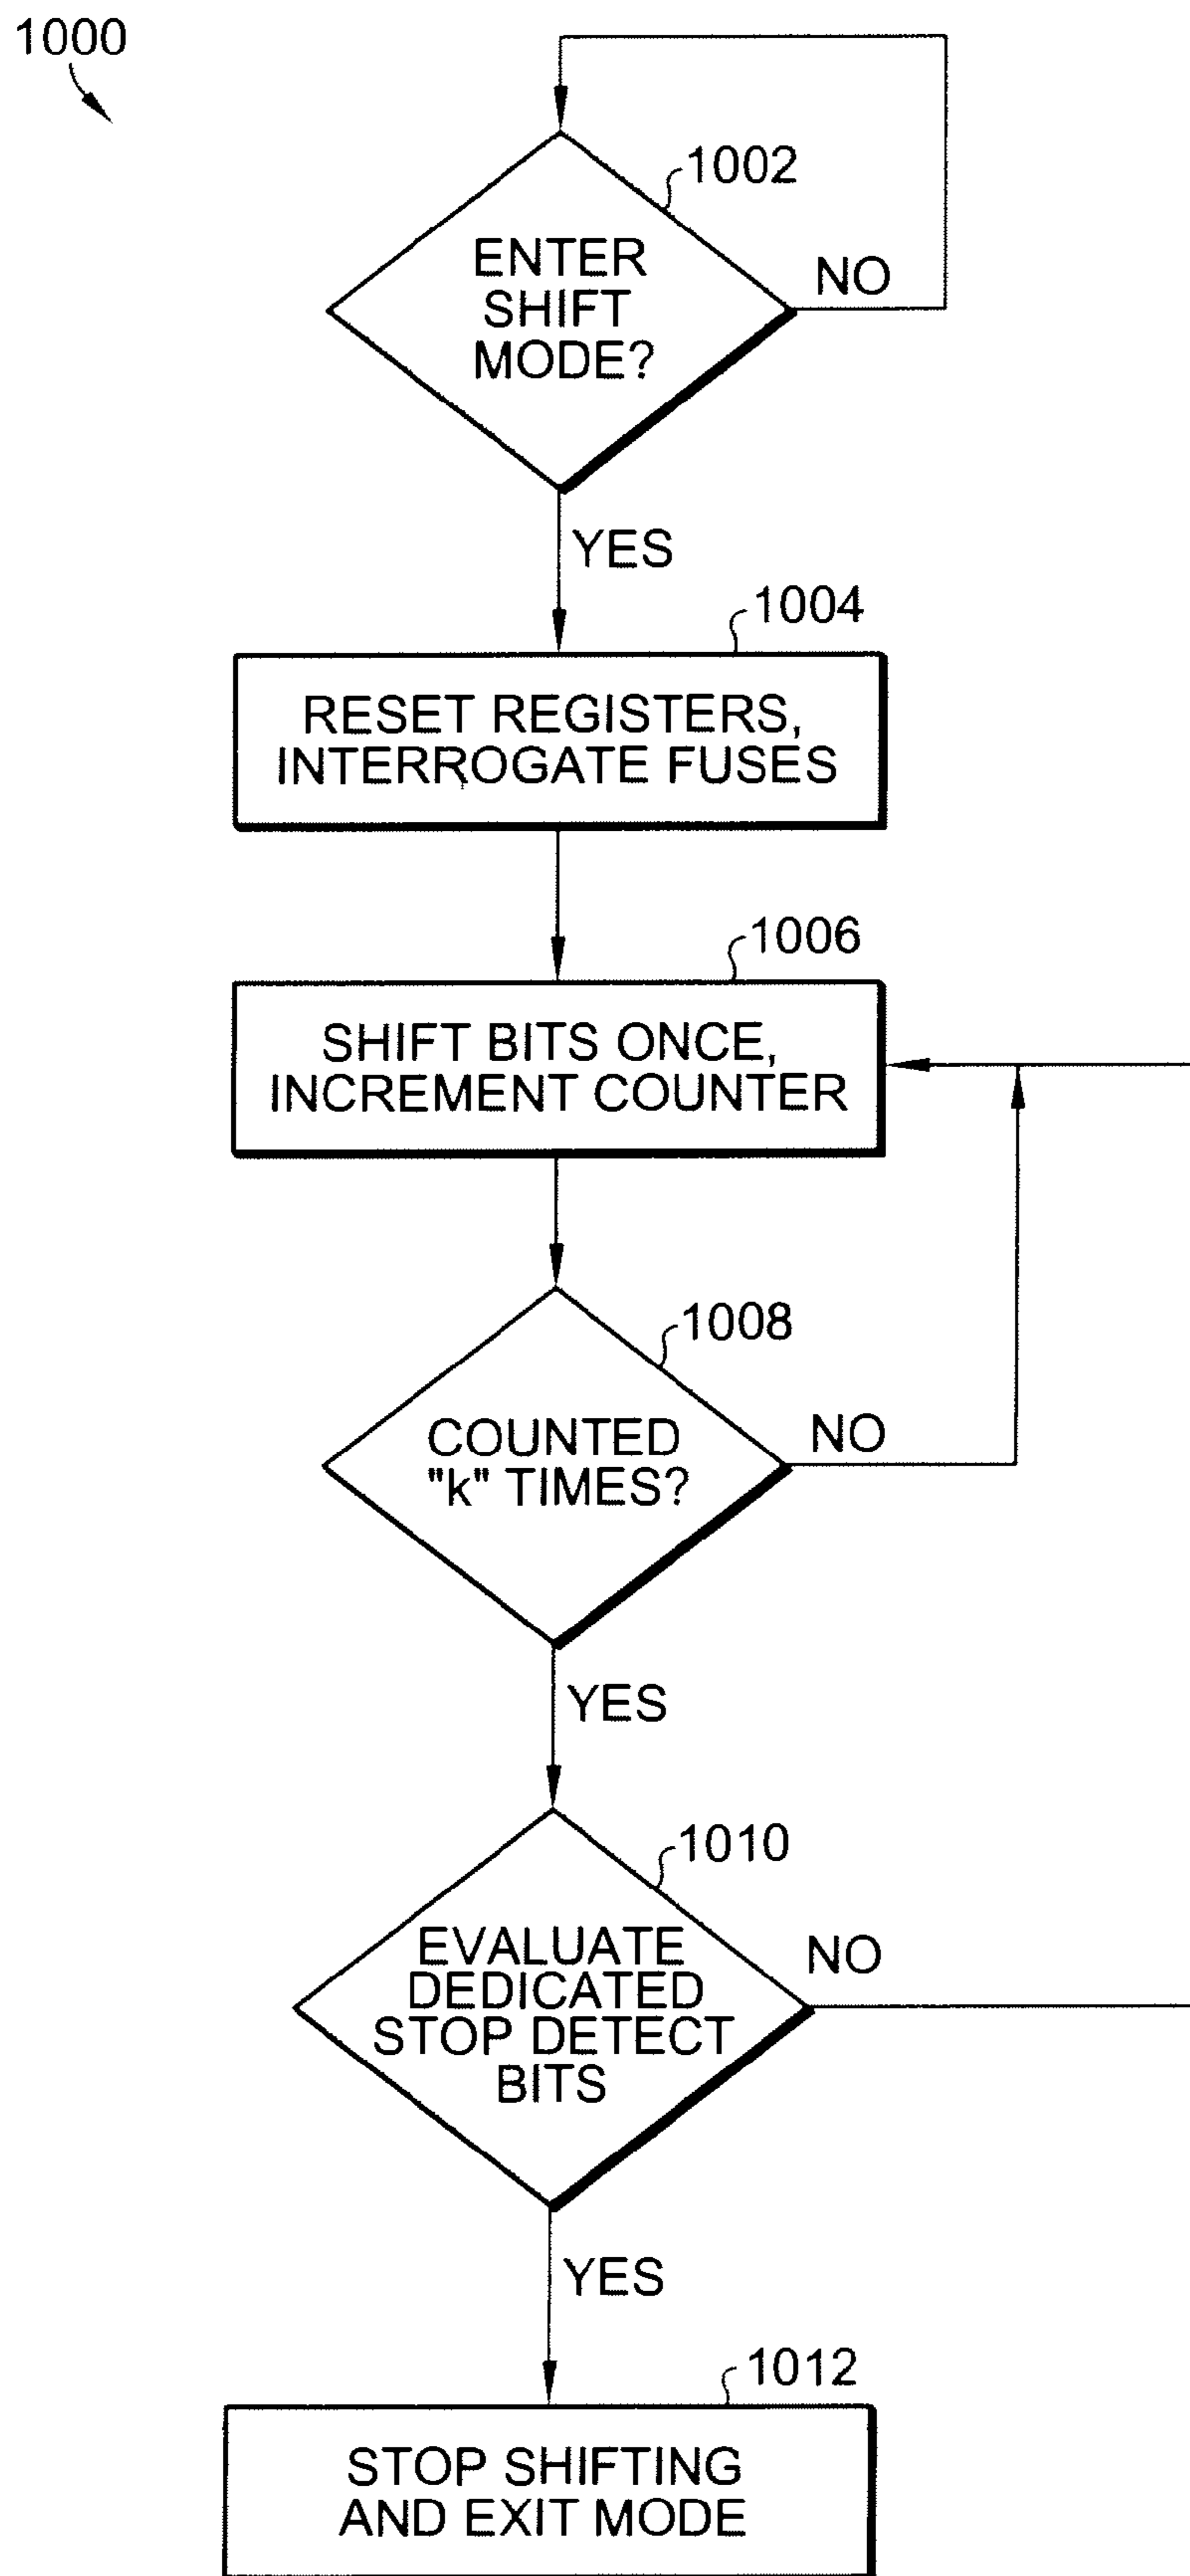 1000
1002
ENTER
SHIFT
MODE?
NO
YES
1004
RESET REGISTERS,
INTERROGATE FUSES
1006
SHIFT BITS ONCE,
INCREMENT COUNTER
1008
COUNTED
"k" TIMES?
NO
YES
1010
EVALUATE
DEDICATED
STOP DETECT
BITS
NO
YES
1012
STOP SHIFTING
AND EXIT MODE